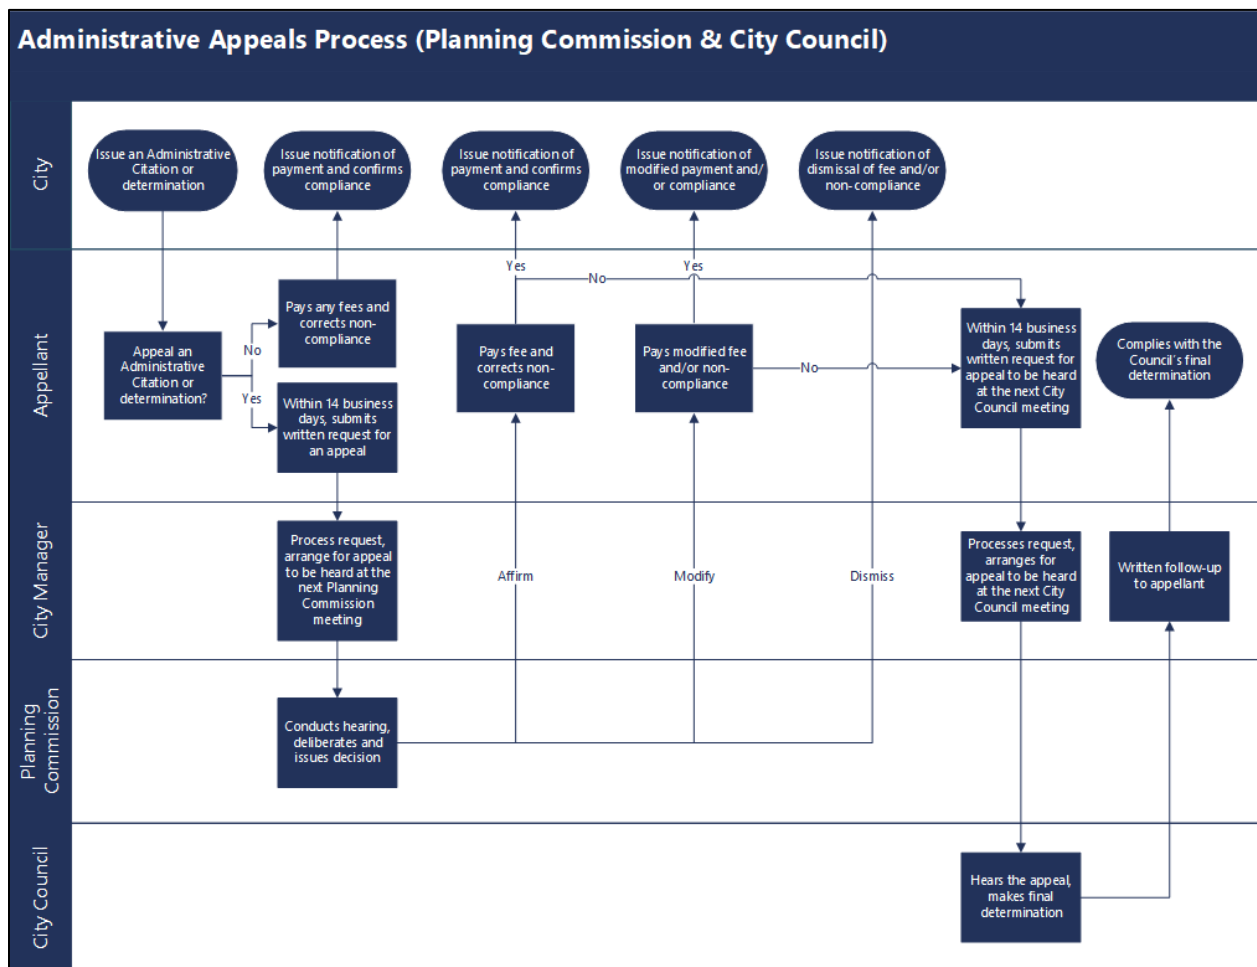 Administrative Appeals Process (Planning Commission & City Council)
City
Issue an Administrative
Citation or
determination
Issue notification of
payment and confirms
compliance
Issue notification of
payment and confirms
compliance
Issue notification of
modified payment and/
or compliance
Issue notification of
dismissal of fee and/or
non-compliance
Appellant
Appeal an
Administrative
Citation or
determination?
No
Yes
Pays any fees and
corrects non-
compliance
Within 14 business
days, submits
written request for
an appeal
Yes
No
Pays fee and
corrects non-
compliance
Yes
Pays modified fee
and/or non-
compliance
No
Within 14 business
days, submits
written request for
appeal to be heard
at the next City
Council meeting
Complies with the
Council's final
determination
City Manager
Process request,
arrange for appeal
to be heard at the
next Planning
Commission
meeting
Affirm
Modify
Dismiss
Processes request,
arranges for
appeal to be heard
at the next City
Council meeting
Written follow-up
to appellant
Planning
Commission
Conducts hearing,
deliberates and
issues decision
City Council
Hears the appeal,
makes final
determination